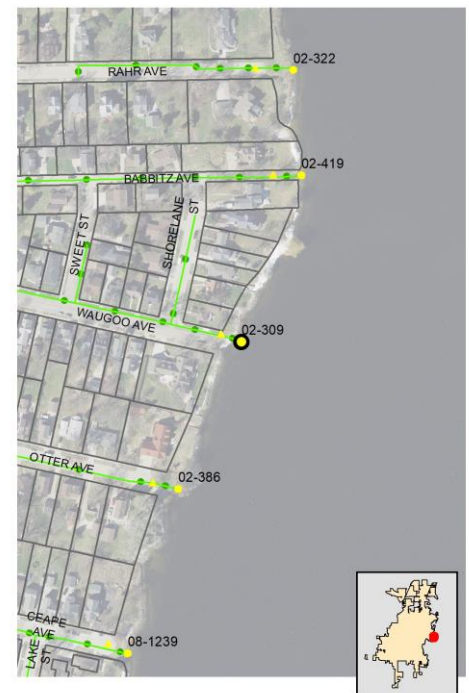 02-322
RAHR AVE
02-419
BABBITZ AVE
SWEET ST
SHORELANE
ST
WAUGOO AVE
02-309
OTTER AVE
02-386
CEAPE
AVE
LAKE
ST
08-1239